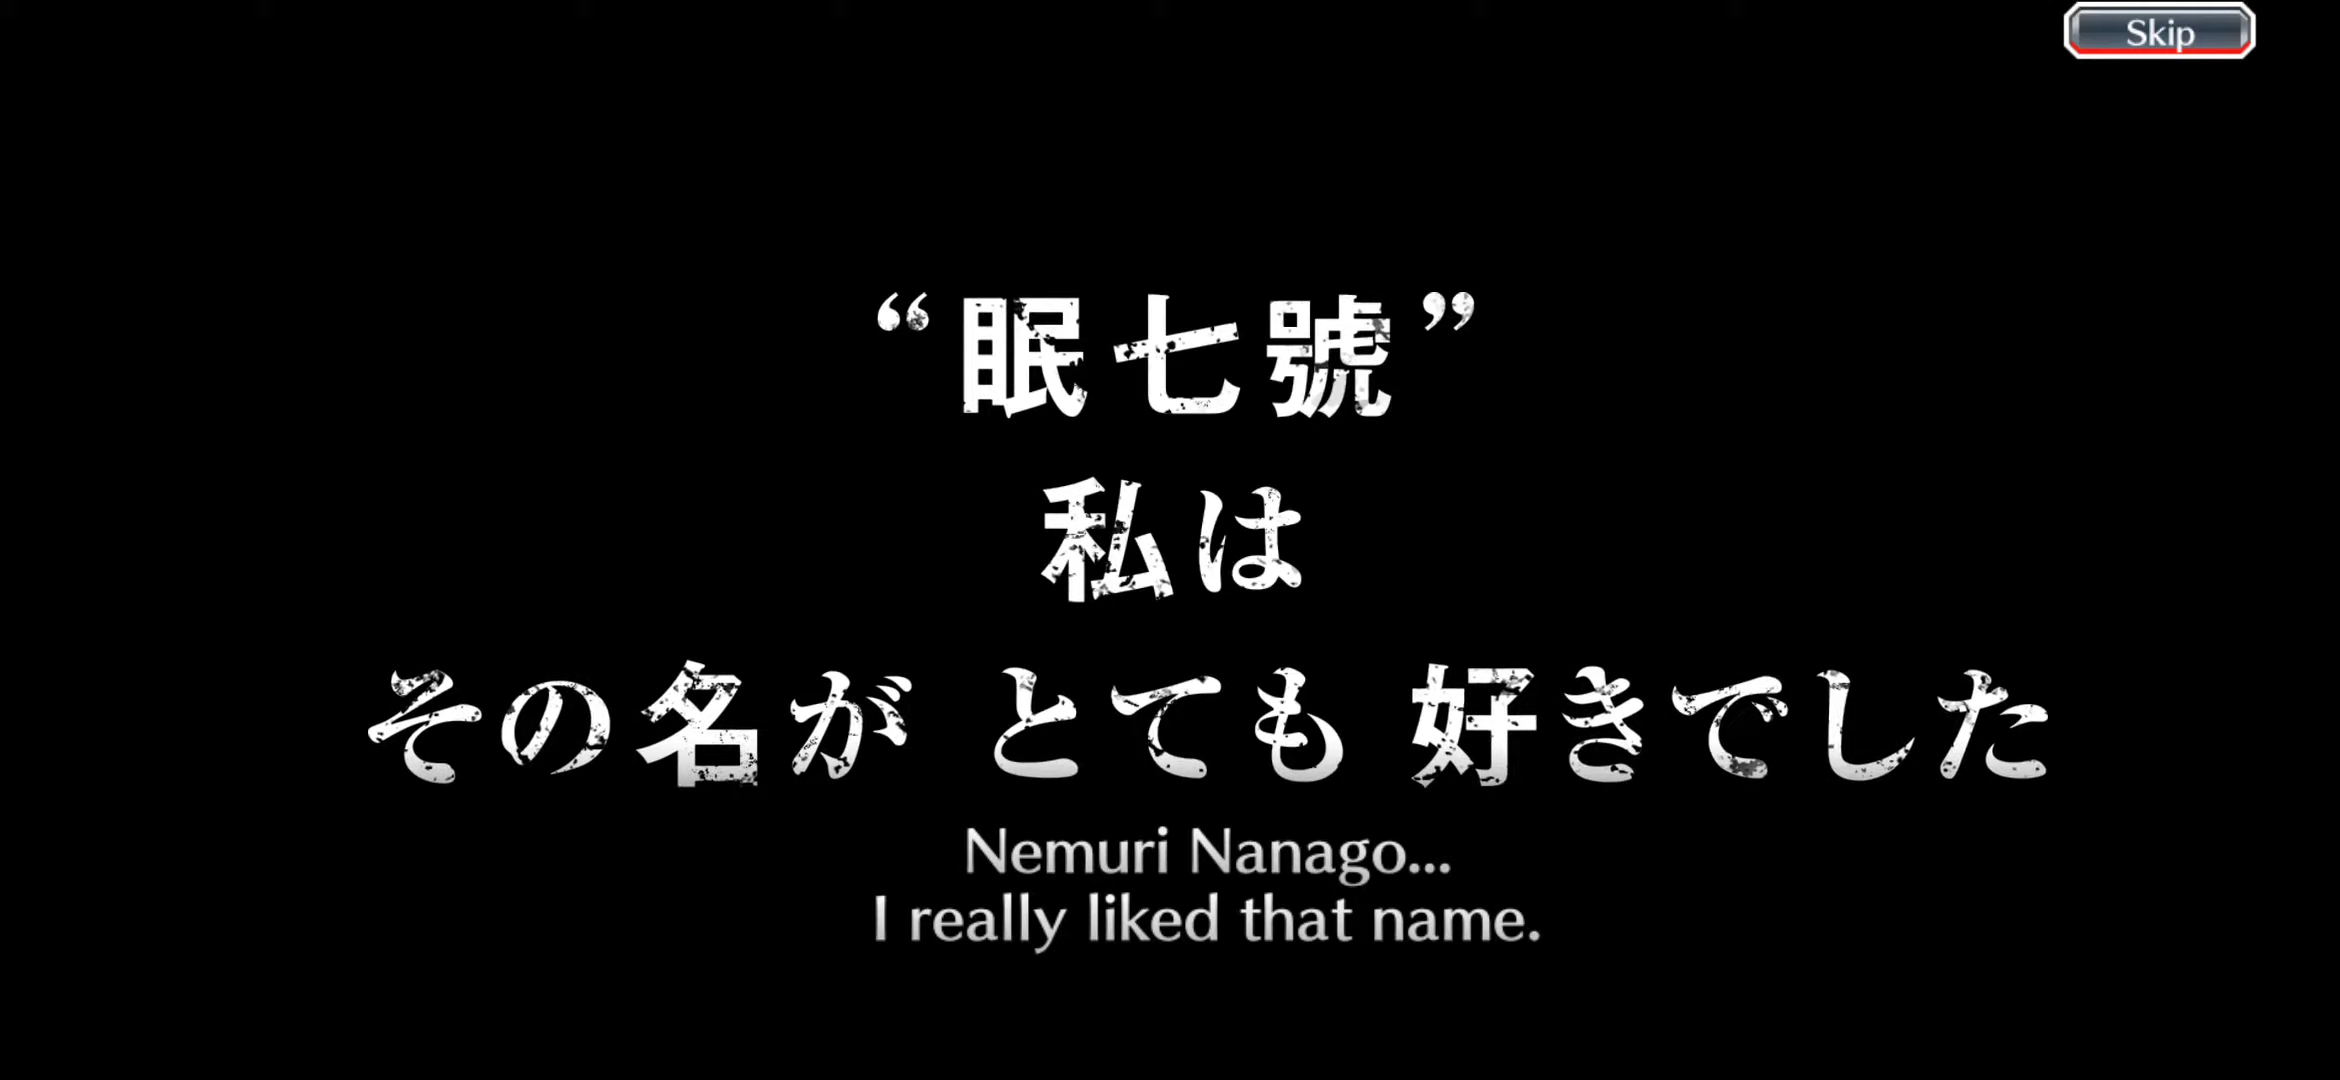 Skip
“眠七號”
私は
その名が とても 好きでした
Nemuri Nanago...
I really liked that name.